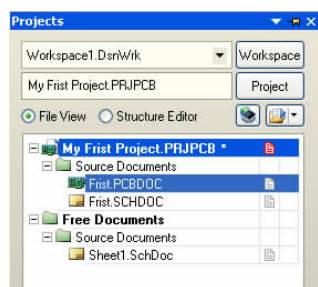 Projects
Workspace1.DsnWrk Workspace
My Frist Project.PRJPCB Project
File View Structure Editor
My Frist Project.PRJPCB *
Source Documents
Frist.PCBDOC
Frist.SCHDOC
Free Documents
Source Documents
Sheet1.SchDoc